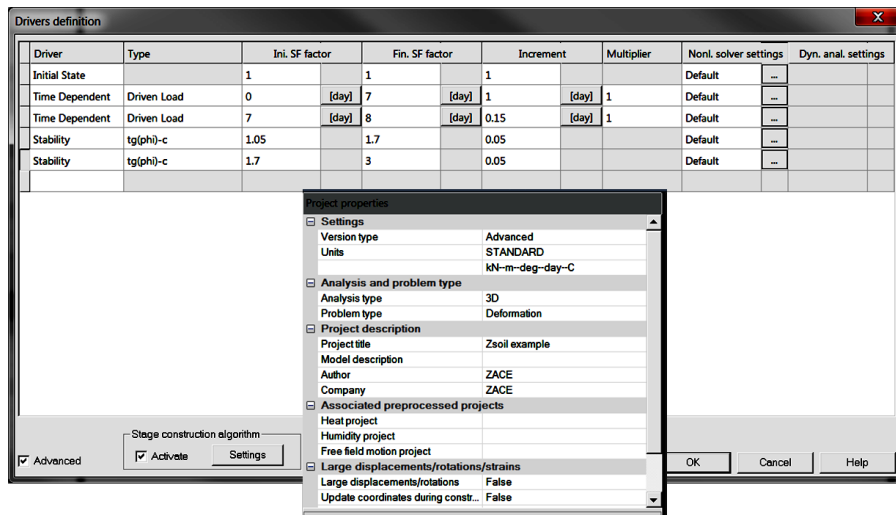 Drivers definition
X
Driver Type Ini. SF factor Fin. SF factor Increment Multiplier Nonl. solver settings Dyn. anal. settings
Initial State 1 1 1 Default ...
Time Dependent Driven Load 0 [day] 7 [day] 1 [day] 1 Default ...
Time Dependent Driven Load 7 [day] 8 [day] 0.15 [day] 1 Default ...
Stability tg(phi)-c 1.05 1.7 0.05 Default ...
Stability tg(phi)-c 1.7 3 0.05 Default ...
Project properties
Settings
Version type Advanced
Units STANDARD
kN--m--deg--day--C
Analysis and problem type
Analysis type 3D
Problem type Deformation
Project description
Project title Zsoil example
Model description
Author ZACE
Company ZACE
Associated preprocessed projects
Heat project
Humidity project
Free field motion project
Large displacements/rotations/strains
Large displacements/rotations False
Update coordinates during constr... False
Advanced
Stage construction algorithm
Activate Settings
OK Cancel Help